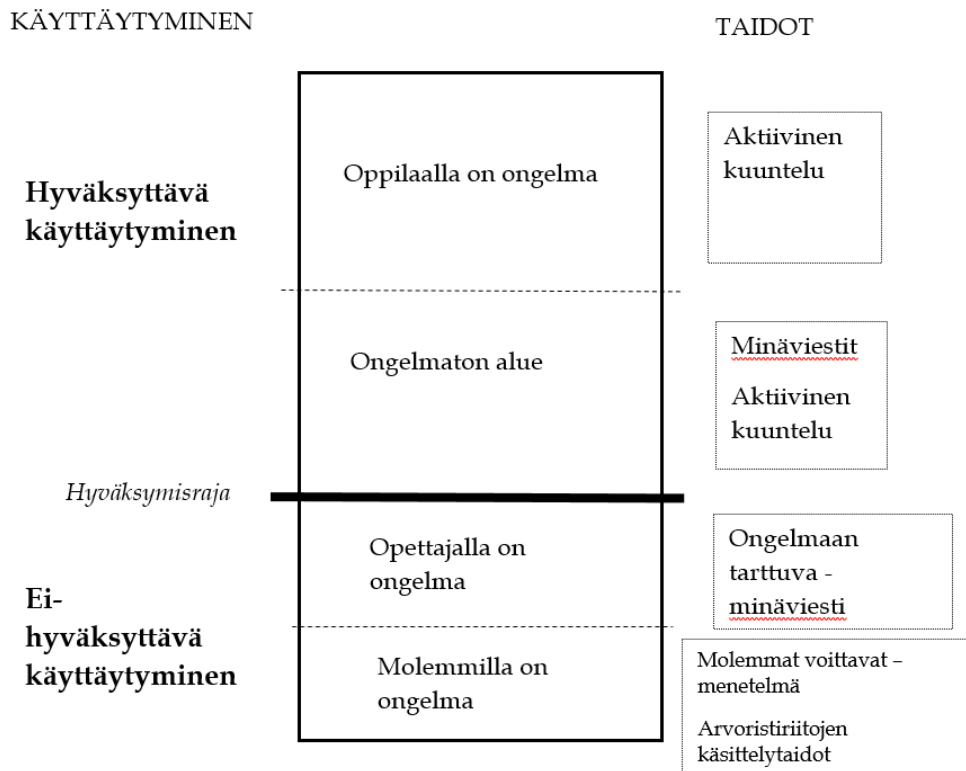 KÄYTTÄYTYMINEN
TAIDOT
Hyväksyttävä
käyttäytyminen
Oppilaalla on ongelma
Aktiivinen
kuuntelu
Ongelmaton alue
Minäviestit
Aktiivinen
kuuntelu
Hyväksymisraja
Ei-
hyväksyttävä
käyttäytyminen
Opettajalla on
ongelma
Ongelmaan
tarttuva -
minäviesti
Molemmilla on
ongelma
Molemmat voittavat –
menetelmä
Arvoristiriitojen
käsittelytaidot